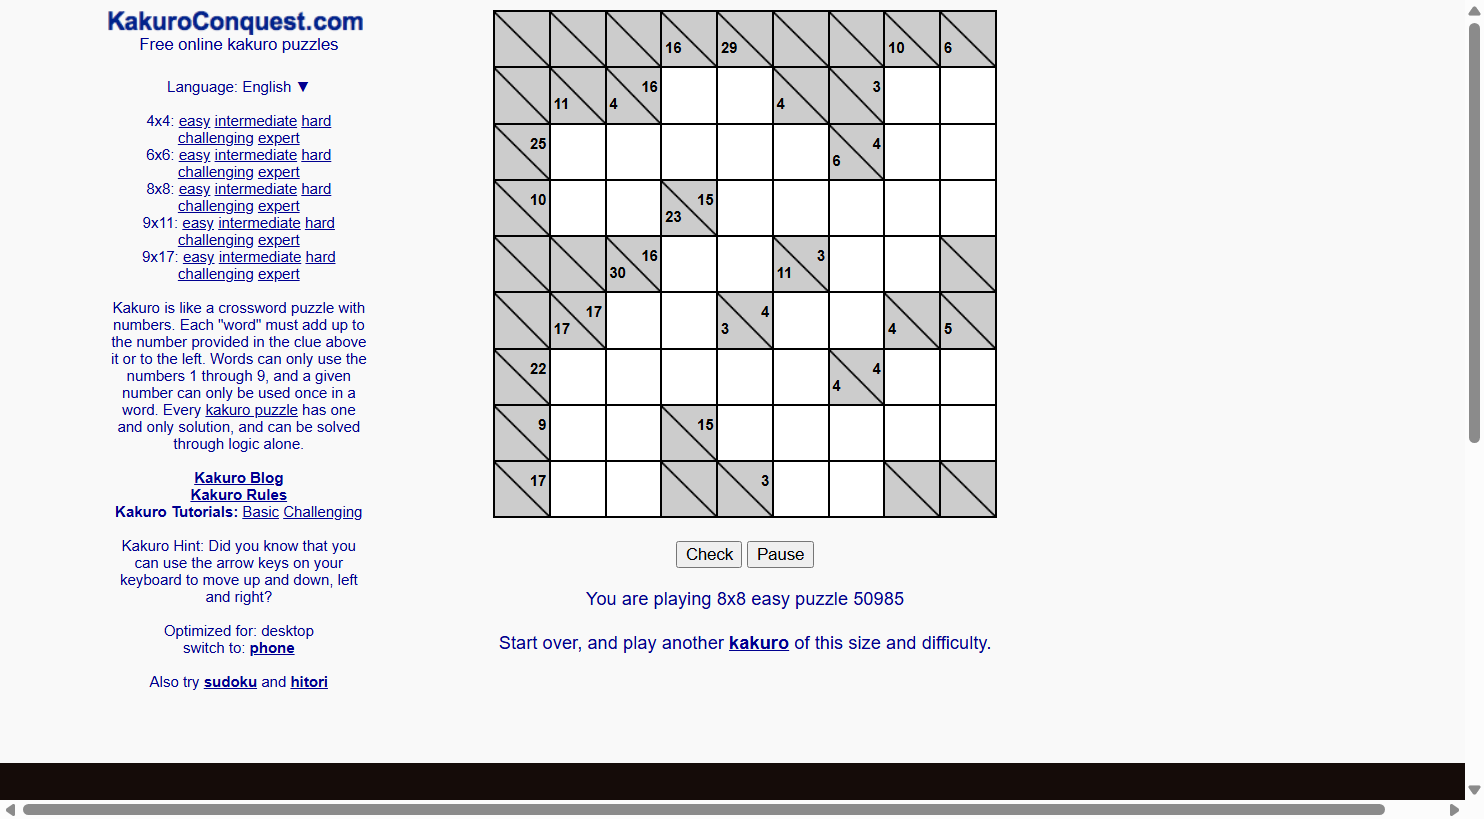 KakuroConquest.com
Free online kakuro puzzles
Language: English ▼
4x4: easy intermediate hard
challenging expert
6x6: easy intermediate hard
challenging expert
8x8: easy intermediate hard
challenging expert
9x11: easy intermediate hard
challenging expert
9x17: easy intermediate hard
challenging expert
Kakuro is like a crossword puzzle with
numbers. Each "word" must add up to
the number provided in the clue above
it or to the left. Words can only use the
numbers 1 through 9, and a given
number can only be used once in a
word. Every kakuro puzzle has one
and only solution, and can be solved
through logic alone.
Kakuro Blog
Kakuro Rules
Kakuro Tutorials: Basic Challenging
Kakuro Hint: Did you know that you
can use the arrow keys on your
keyboard to move up and down, left
and right?
Optimized for: desktop
switch to: phone
Also try sudoku and hitori
16 29 10 6
11 4 16 4 3
25 6 4
10 23 15
30 16 11 3
17 17 3 4 4 5
22 4 4
9 15
17 3
Check Pause
You are playing 8x8 easy puzzle 50985
Start over, and play another kakuro of this size and difficulty.